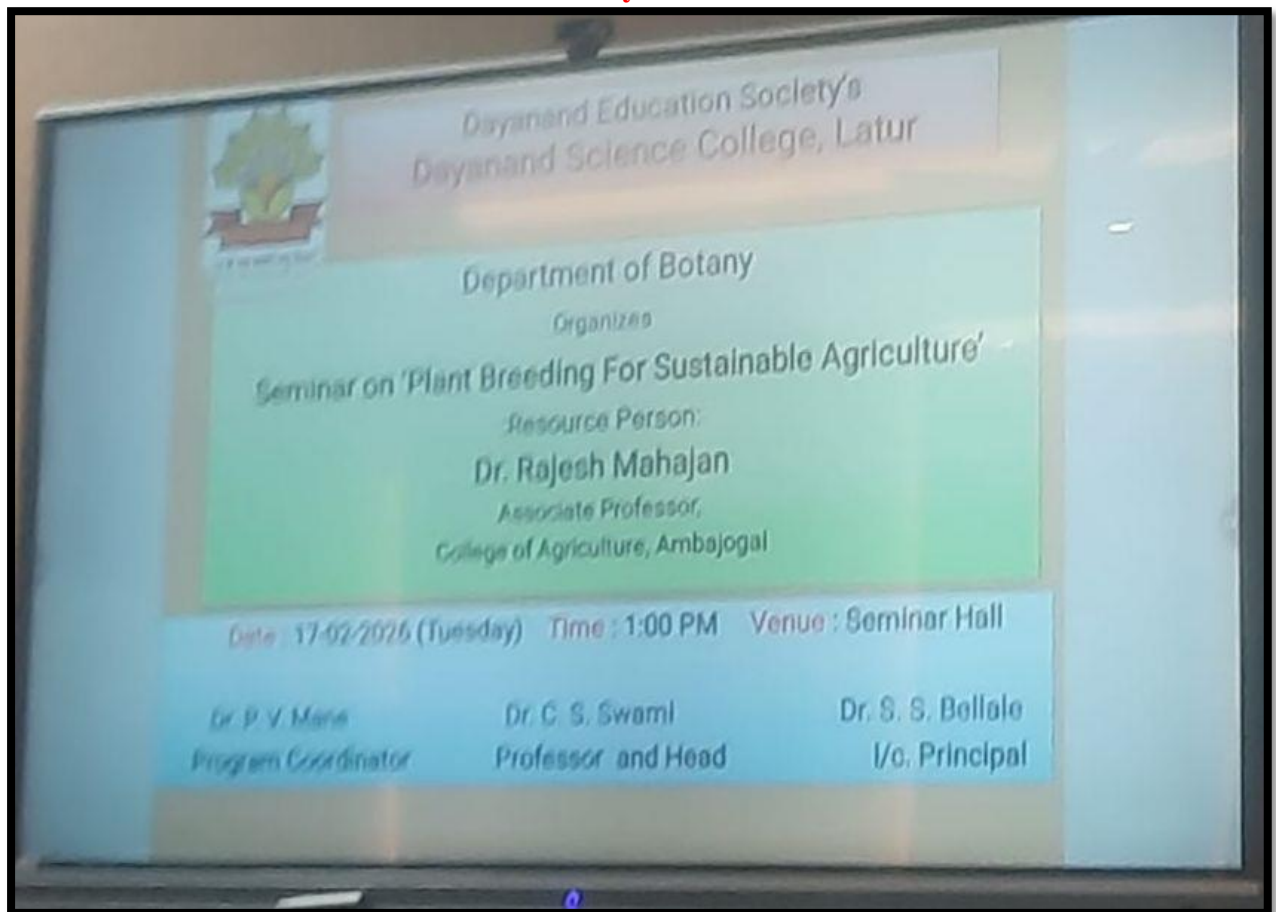 Dayanand Education Society's
Dayanand Science College, Latur
Department of Botany
Organizes
Seminar on 'Plant Breeding For Sustainable Agriculture'
Resource Person:
Dr. Rajesh Mahajan
Associate Professor,
College of Agriculture, Ambajogai
Date : 17-02-2026 (Tuesday) Time : 1:00 PM Venue : Seminar Hall
Dr. P. V. Mane Dr. C. S. Swami Dr. S. S. Bellale
Program Coordinator Professor and Head I/c. Principal